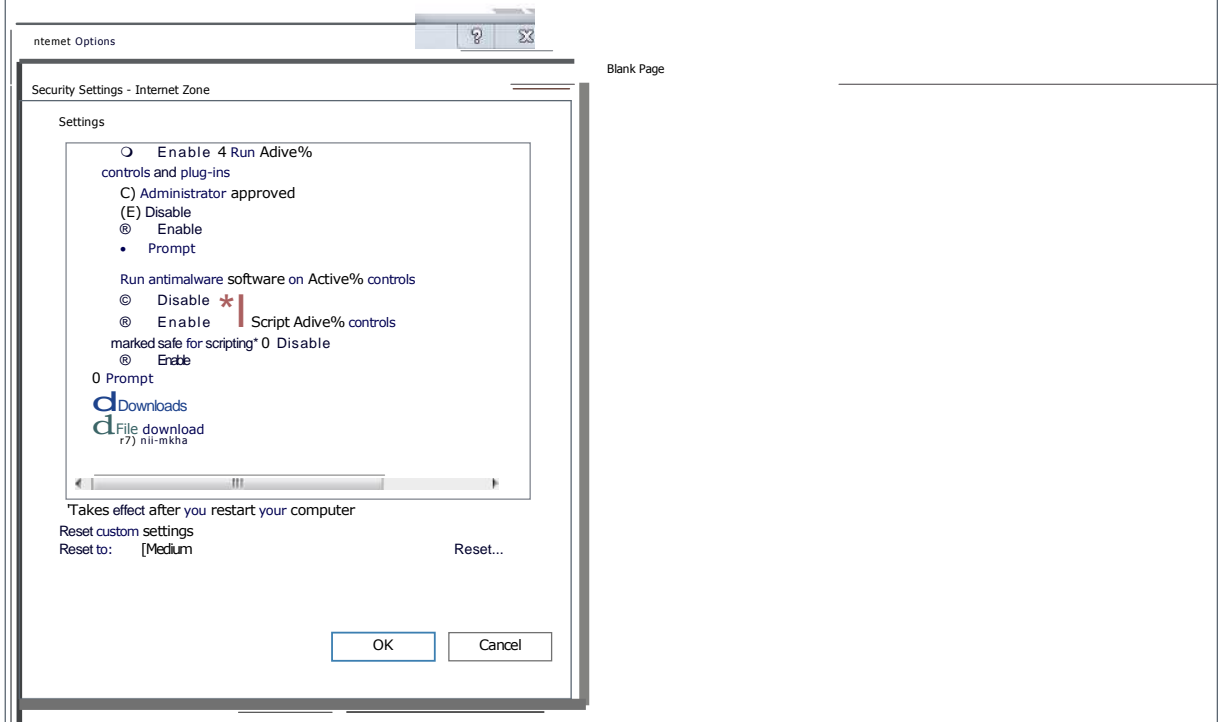 ntemet Options
Blank Page
Security Settings - Internet Zone
Settings
❍ Enable 4 Run Adive%
controls and plug-ins
C) Administrator approved
(E) Disable
® Enable
• Prompt
Run antimalware software on Active% controls
© Disable *|
® Enable Script Adive% controls
marked safe for scripting* 0 Disable
® Enable
0 Prompt
d Downloads
d File download
r7) nii-mkha
'Takes effect after you restart your computer
Reset custom settings
Reset to: [Medium Reset...
OK Cancel